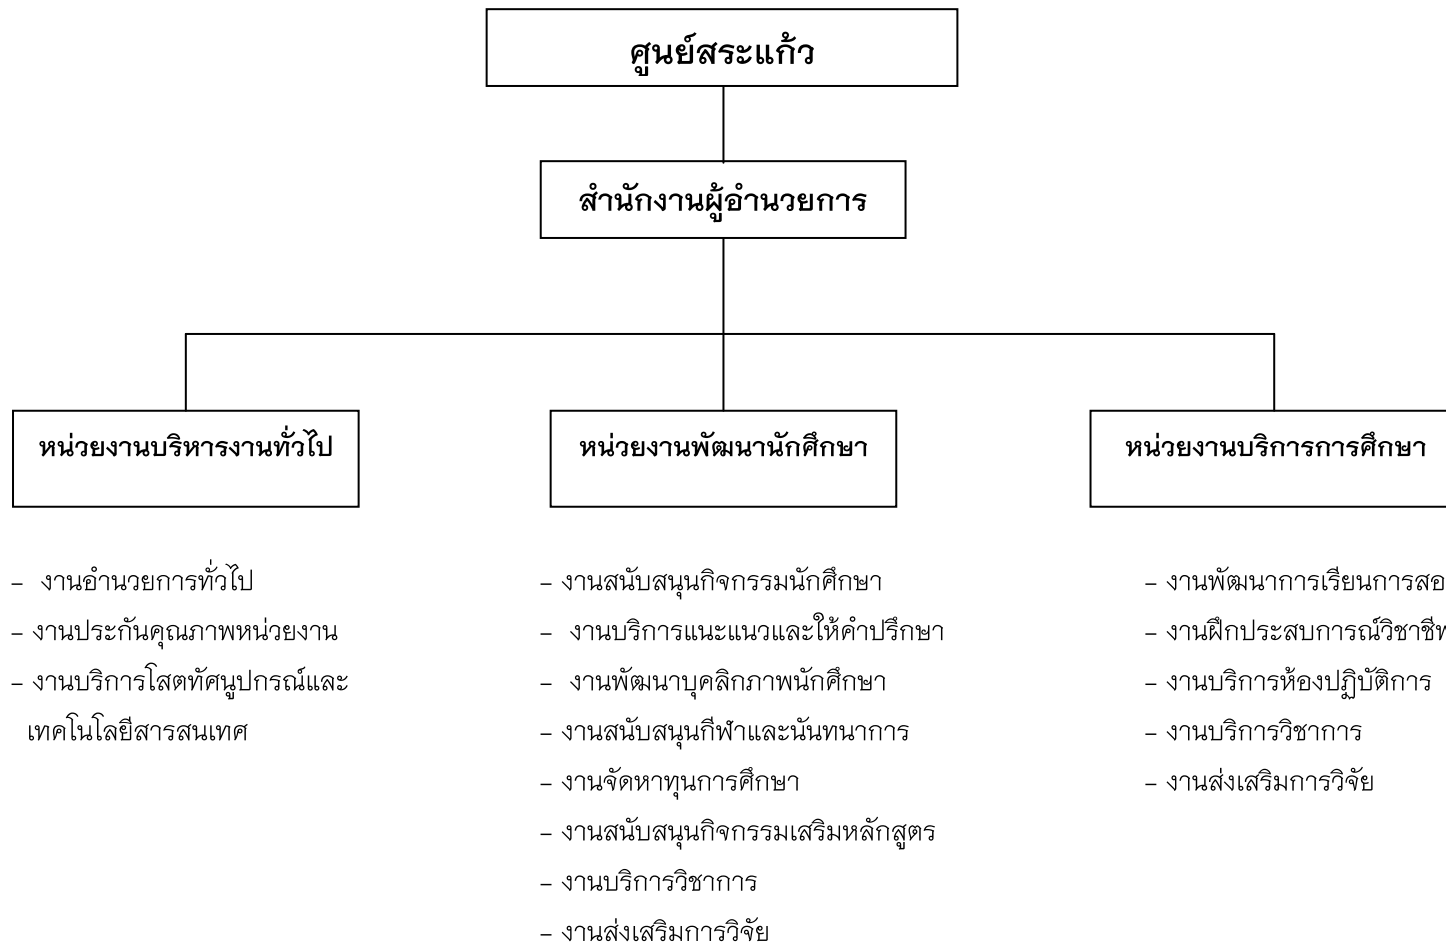 ศูนย์สระแก้ว
สำนักงานผู้อำนวยการ
หน่วยงานบริหารงานทั่วไป
- งานอำนวยการทั่วไป
- งานประกันคุณภาพหน่วยงาน
- งานบริการโสตทัศนูปกรณ์และ
เทคโนโลยีสารสนเทศ
หน่วยงานพัฒนานักศึกษา
- งานสนับสนุนกิจกรรมนักศึกษา
- งานบริการแนะแนวและให้คำปรึกษา
- งานพัฒนาบุคลิกภาพนักศึกษา
- งานสนับสนุนกีฬาและนันทนาการ
- งานจัดหาทุนการศึกษา
- งานสนับสนุนกิจกรรมเสริมหลักสูตร
- งานบริการวิชาการ
- งานส่งเสริมการวิจัย
หน่วยงานบริการการศึกษา
- งานพัฒนาการเรียนการสอ
- งานฝึกประสบการณ์วิชาชีพ
- งานบริการห้องปฏิบัติการ
- งานบริการวิชาการ
- งานส่งเสริมการวิจัย